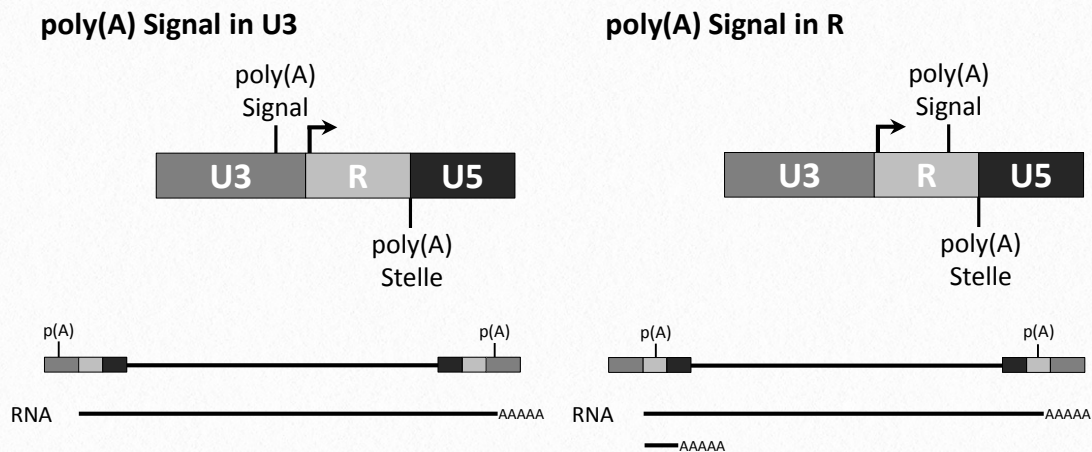 poly(A) Signal in U3
poly(A)
Signal
U3
R
U5
poly(A)
Stelle
p(A)
p(A)
RNA
AAAAA
poly(A) Signal in R
poly(A)
Signal
U3
R
U5
poly(A)
Stelle
p(A)
p(A)
RNA
AAAAA
AAAAA